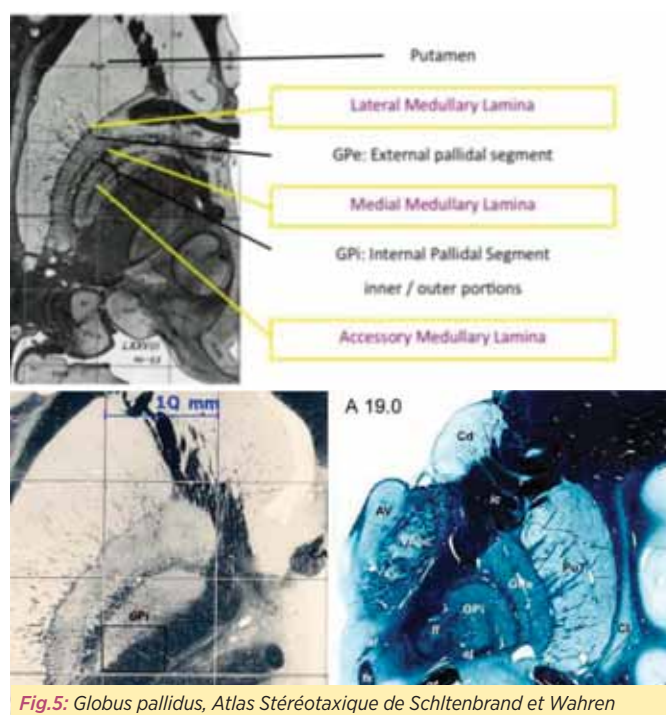 Putamen
Lateral Medullary Lamina
GPe: External pallidal segment
Medial Medullary Lamina
GPi: Internal Pallidal Segment
inner / outer portions
Accessory Medullary Lamina
LXXVIII
10 mm
GPi
A 19.0
Cd
ic
AV
Pu
GPe
GPi
Cl
Fig.5: Globus pallidus, Atlas Stéréotaxique de Schltenbrand et Wahren